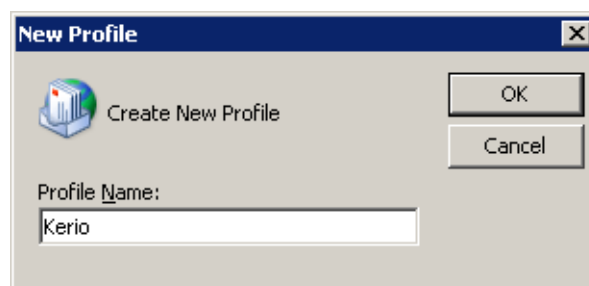 New Profile
Create New Profile
OK
Cancel
Profile Name:
Kerio